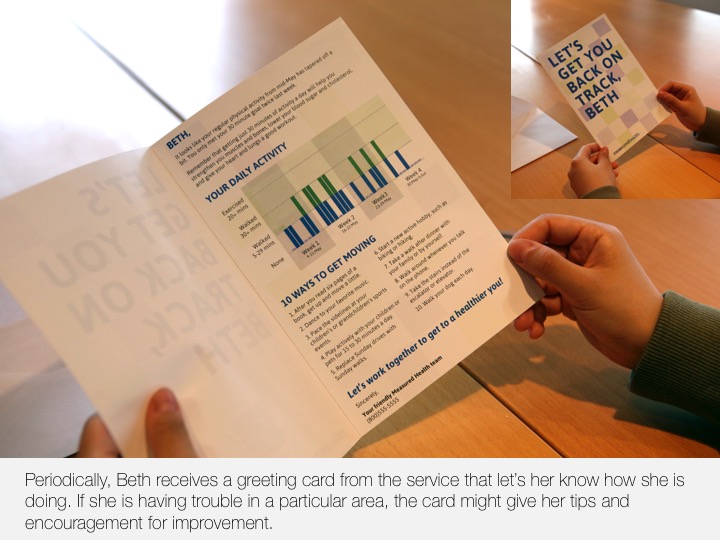 BETH,
It looks like your regular physical activity from mid-May has tapered off a
bit. You only met your 30 minute goal twice last week.
Remember that getting just 30 minutes of activity a day will help you
strengthen you muscles and bones, lower your blood sugar and cholesterol,
and give your heart and lungs a good workout.
YOUR DAILY ACTIVITY
Exercised
20+ mins
Walked
30+ mins
Walked
5-29 mins
None
Week 1
Week 2
Week 3
Week 4
10 WAYS TO GET MOVING
1. After you read six pages of a
book, get up and move a little.
2. Dance to your favorite music.
3. Pace the sidelines at your
children's or grandchildren's sports
events
4. Play actively with your children or
pets for 15 to 30 minutes a day.
5. Replace Sunday drives with
Sunday walks.
6. Start a new active hobby, such as
biking or hiking.
7. Take a walk after dinner with
your family or by yourself.
8. Walk around whenever you talk
on the phone.
9. Take the stairs instead of the
escalator or elevator.
10. Walk your dog each day.
Let's work together to get to a healthier you!
Sincerely,
Your friendly Measured Health team
(800)555-5555
LET'S
GET YOU
BACK ON
TRACK,
BETH
Periodically, Beth receives a greeting card from the service that let's her know how she is
doing. If she is having trouble in a particular area, the card might give her tips and
encouragement for improvement.